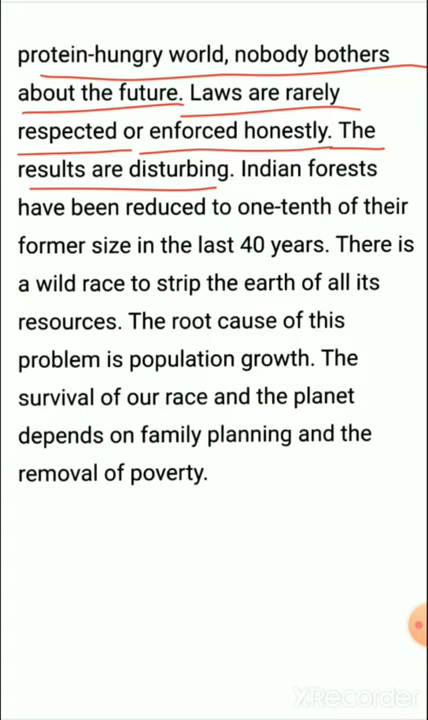 protein-hungry world, nobody bothers
about the future. Laws are rarely
respected or enforced honestly. The
results are disturbing. Indian forests
have been reduced to one-tenth of their
former size in the last 40 years. There is
a wild race to strip the earth of all its
resources. The root cause of this
problem is population growth. The
survival of our race and the planet
depends on family planning and the
removal of poverty.
XRecorder